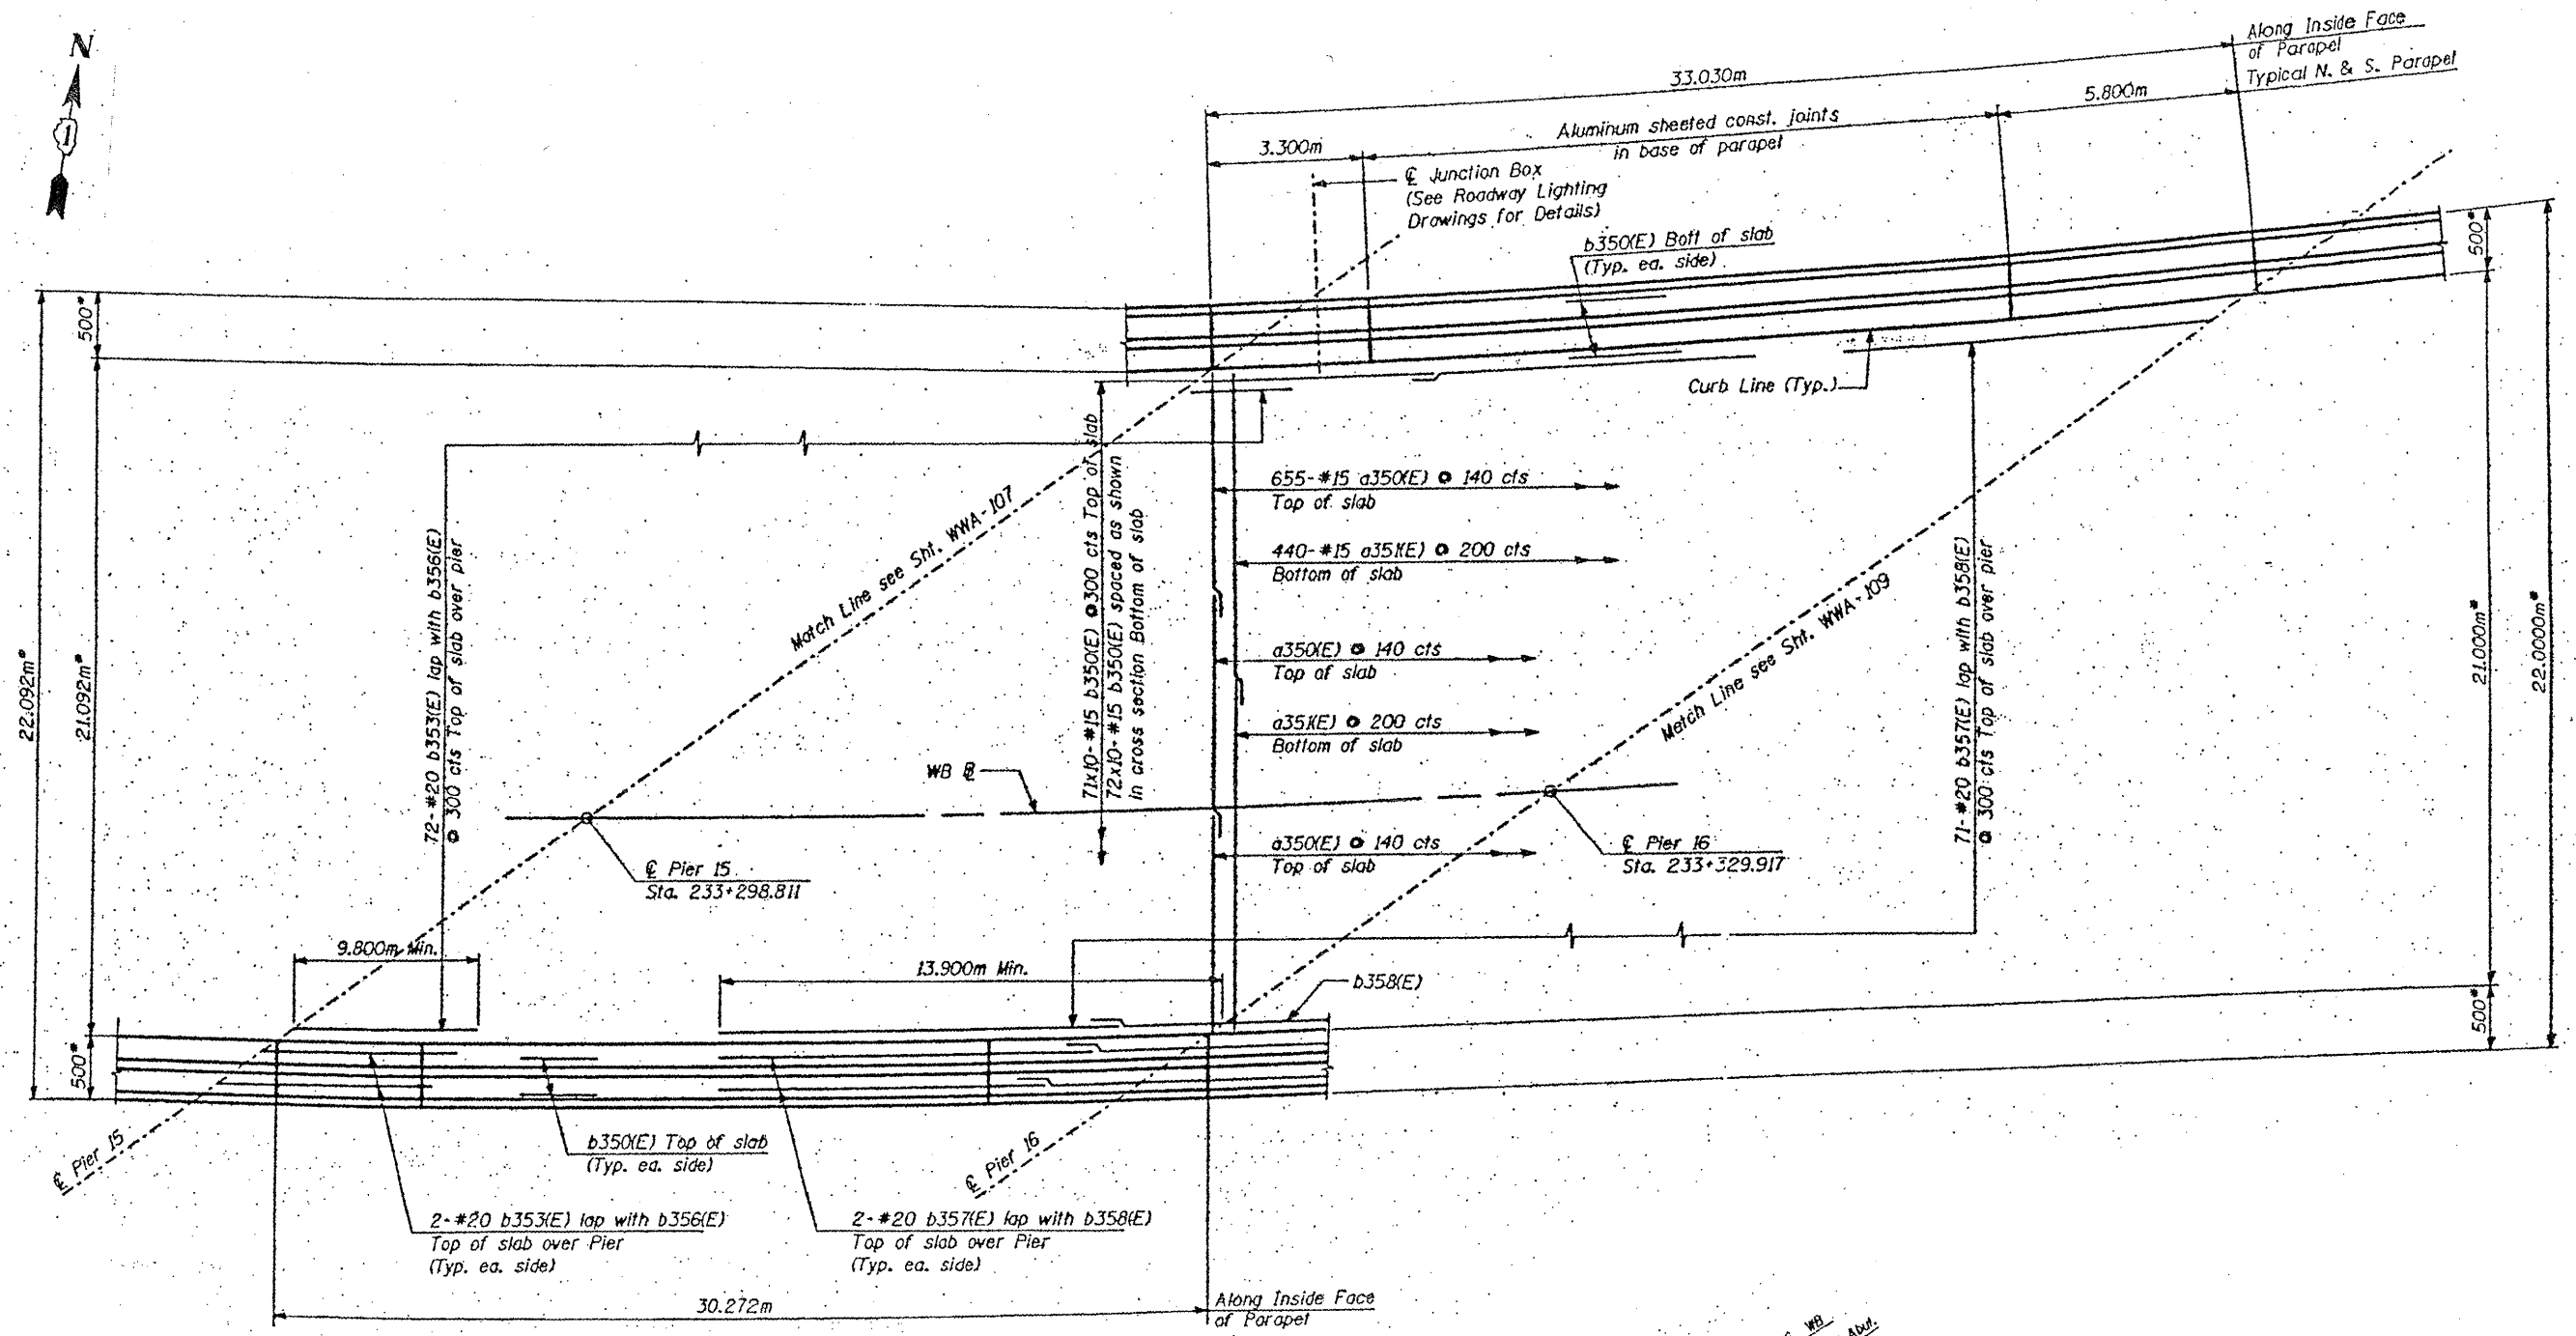 N
1
33.030m
Along Inside Face
of Parapet
Typical N. & S. Parapet
5.800m
3.300m
Aluminum sheeted const. joints
in base of parapet
℄ Junction Box
(See Roadway Lighting
Drawings for Details)
b350(E) Bott of slab
(Typ. ea. side)
500*
500*
Curb Line (Typ.)
Match Line see Sht. WWA-107
71x10-#15 b350(E) @ 300 cts Top of slab
72x10-#15 b350(E) spaced as shown
in cross section Bottom of slab
655-#15 a350(E) @ 140 cts
Top of slab
440-#15 a351(E) @ 200 cts
Bottom of slab
72-#20 b353(E) lap with b356(E)
@ 300 cts Top of slab over pier
71-#20 b357(E) lap with b358(E)
@ 300 cts Top of slab over pier
Match Line see Sht. WWA-109
a350(E) @ 140 cts
Top of slab
a351(E) @ 200 cts
Bottom of slab
22.092m*
21.092m*
21.000m*
22.0000m*
WB ℄
a350(E) @ 140 cts
Top of slab
℄ Pier 15
Sta. 233+298.811
℄ Pier 16
Sta. 233+329.917
9.800m Min.
13.900m Min.
b358(E)
500*
500*
℄ Pier 15
℄ Pier 16
b350(E) Top of slab
(Typ. ea. side)
2-#20 b353(E) lap with b356(E)
Top of slab over Pier
(Typ. ea. side)
2-#20 b357(E) lap with b358(E)
Top of slab over Pier
(Typ. ea. side)
30.272m
Along Inside Face
of Parapet
WB
Abut.